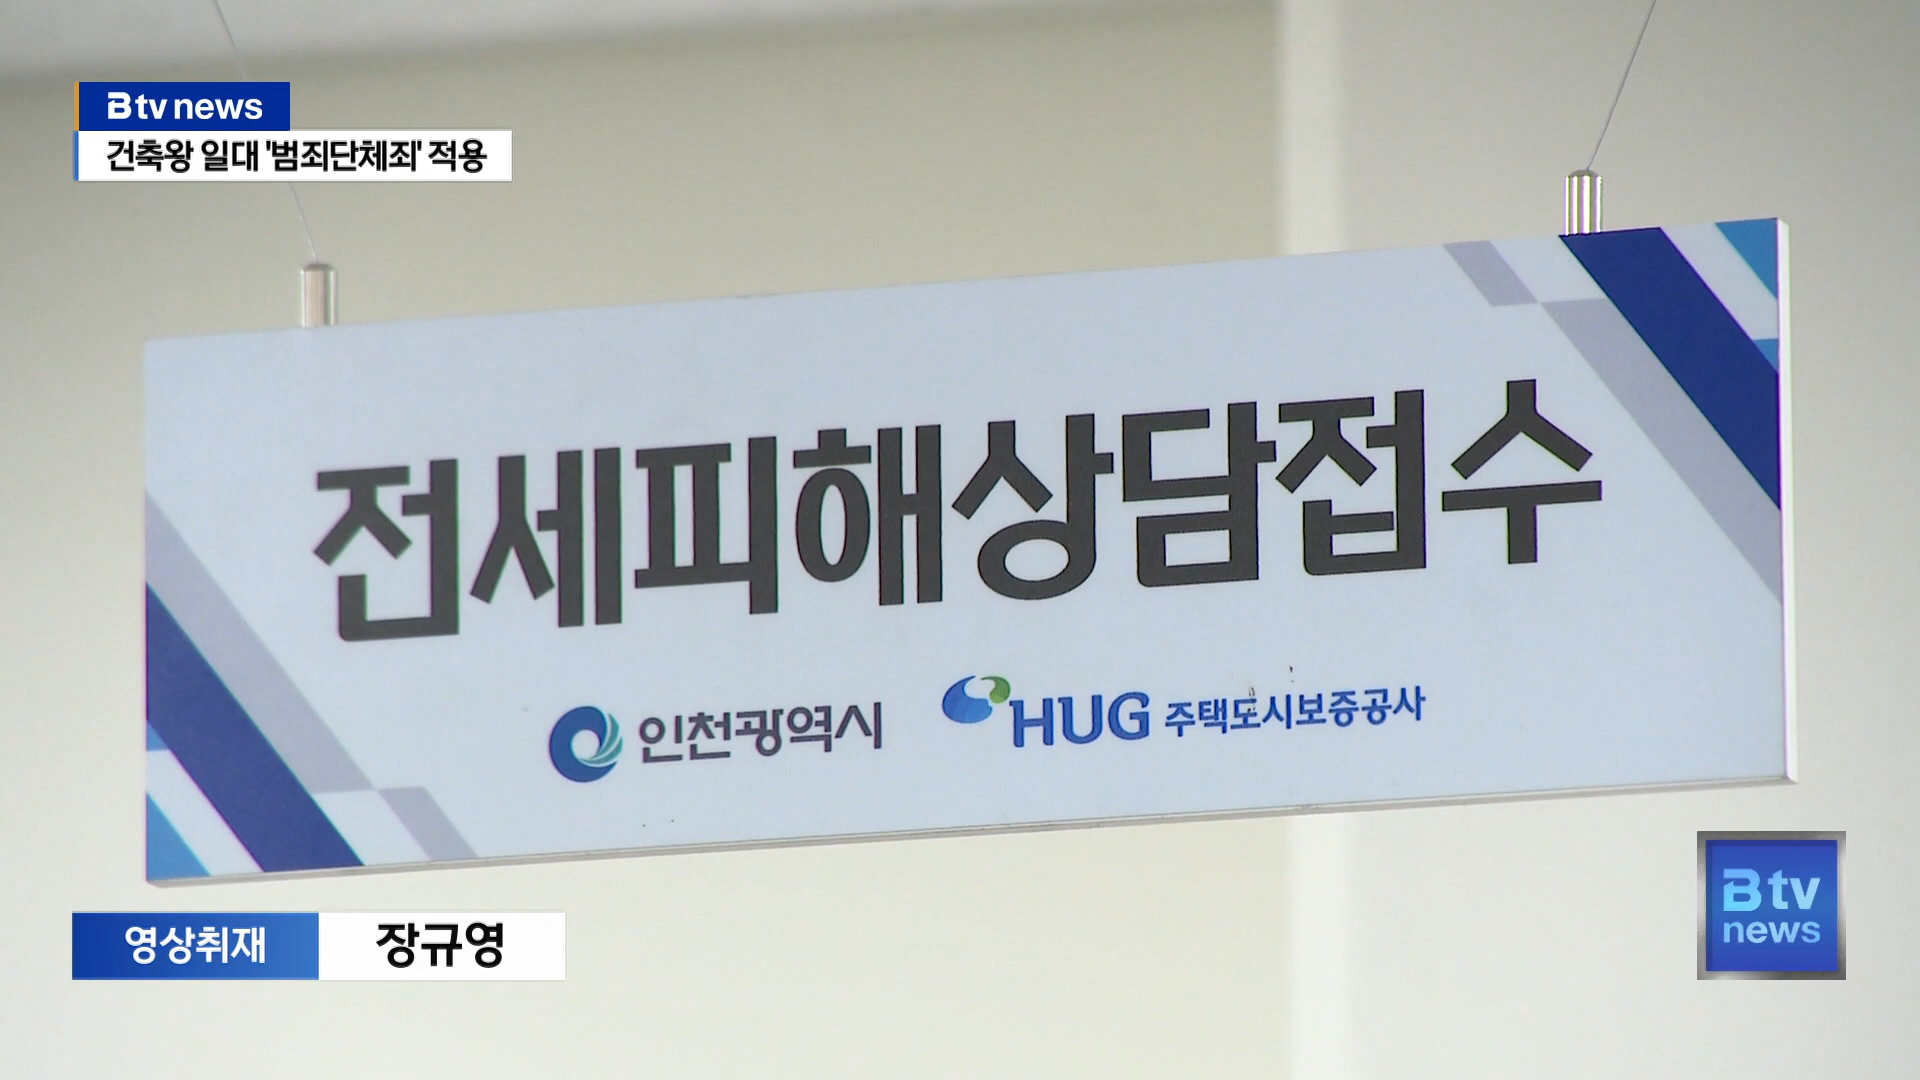 B tv news
건축왕 일대 '범죄단체죄' 적용
전세피해상담접수
인천광역시 HUG 주택도시보증공사
영상취재 장규영
B tv
news